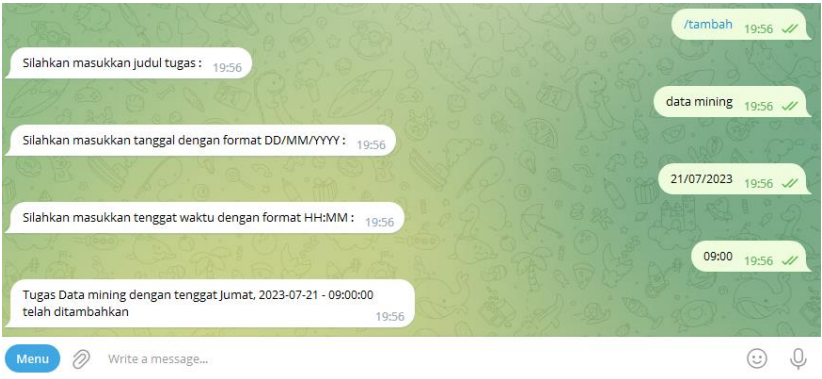 /tambah 19:56
Silahkan masukkan judul tugas : 19:56
data mining 19:56
Silahkan masukkan tanggal dengan format DD/MM/YYYY : 19:56
21/07/2023 19:56
Silahkan masukkan tenggat waktu dengan format HH:MM : 19:56
09:00 19:56
Tugas Data mining dengan tenggat Jumat, 2023-07-21 - 09:00:00
telah ditambahkan 19:56
Menu Write a message...